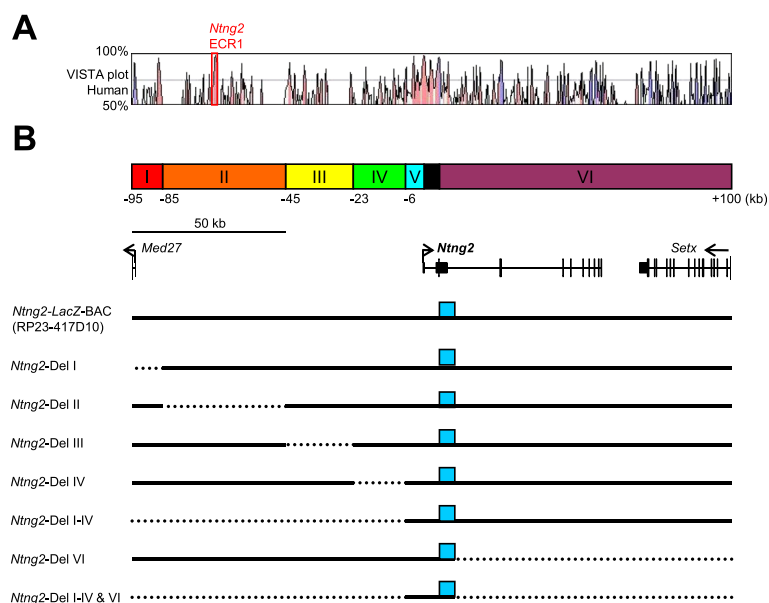 A
Ntng2
ECR1
100%
VISTA plot
Human
50%
B
I II III IV V VI
-95 -85 -45 -23 -6 +100 (kb)
50 kb
Med27 Ntng2 Setx
Ntng2-LacZ-BAC
(RP23-417D10)
Ntng2-Del I
Ntng2-Del II
Ntng2-Del III
Ntng2-Del IV
Ntng2-Del I-IV
Ntng2-Del VI
Ntng2-Del I-IV & VI